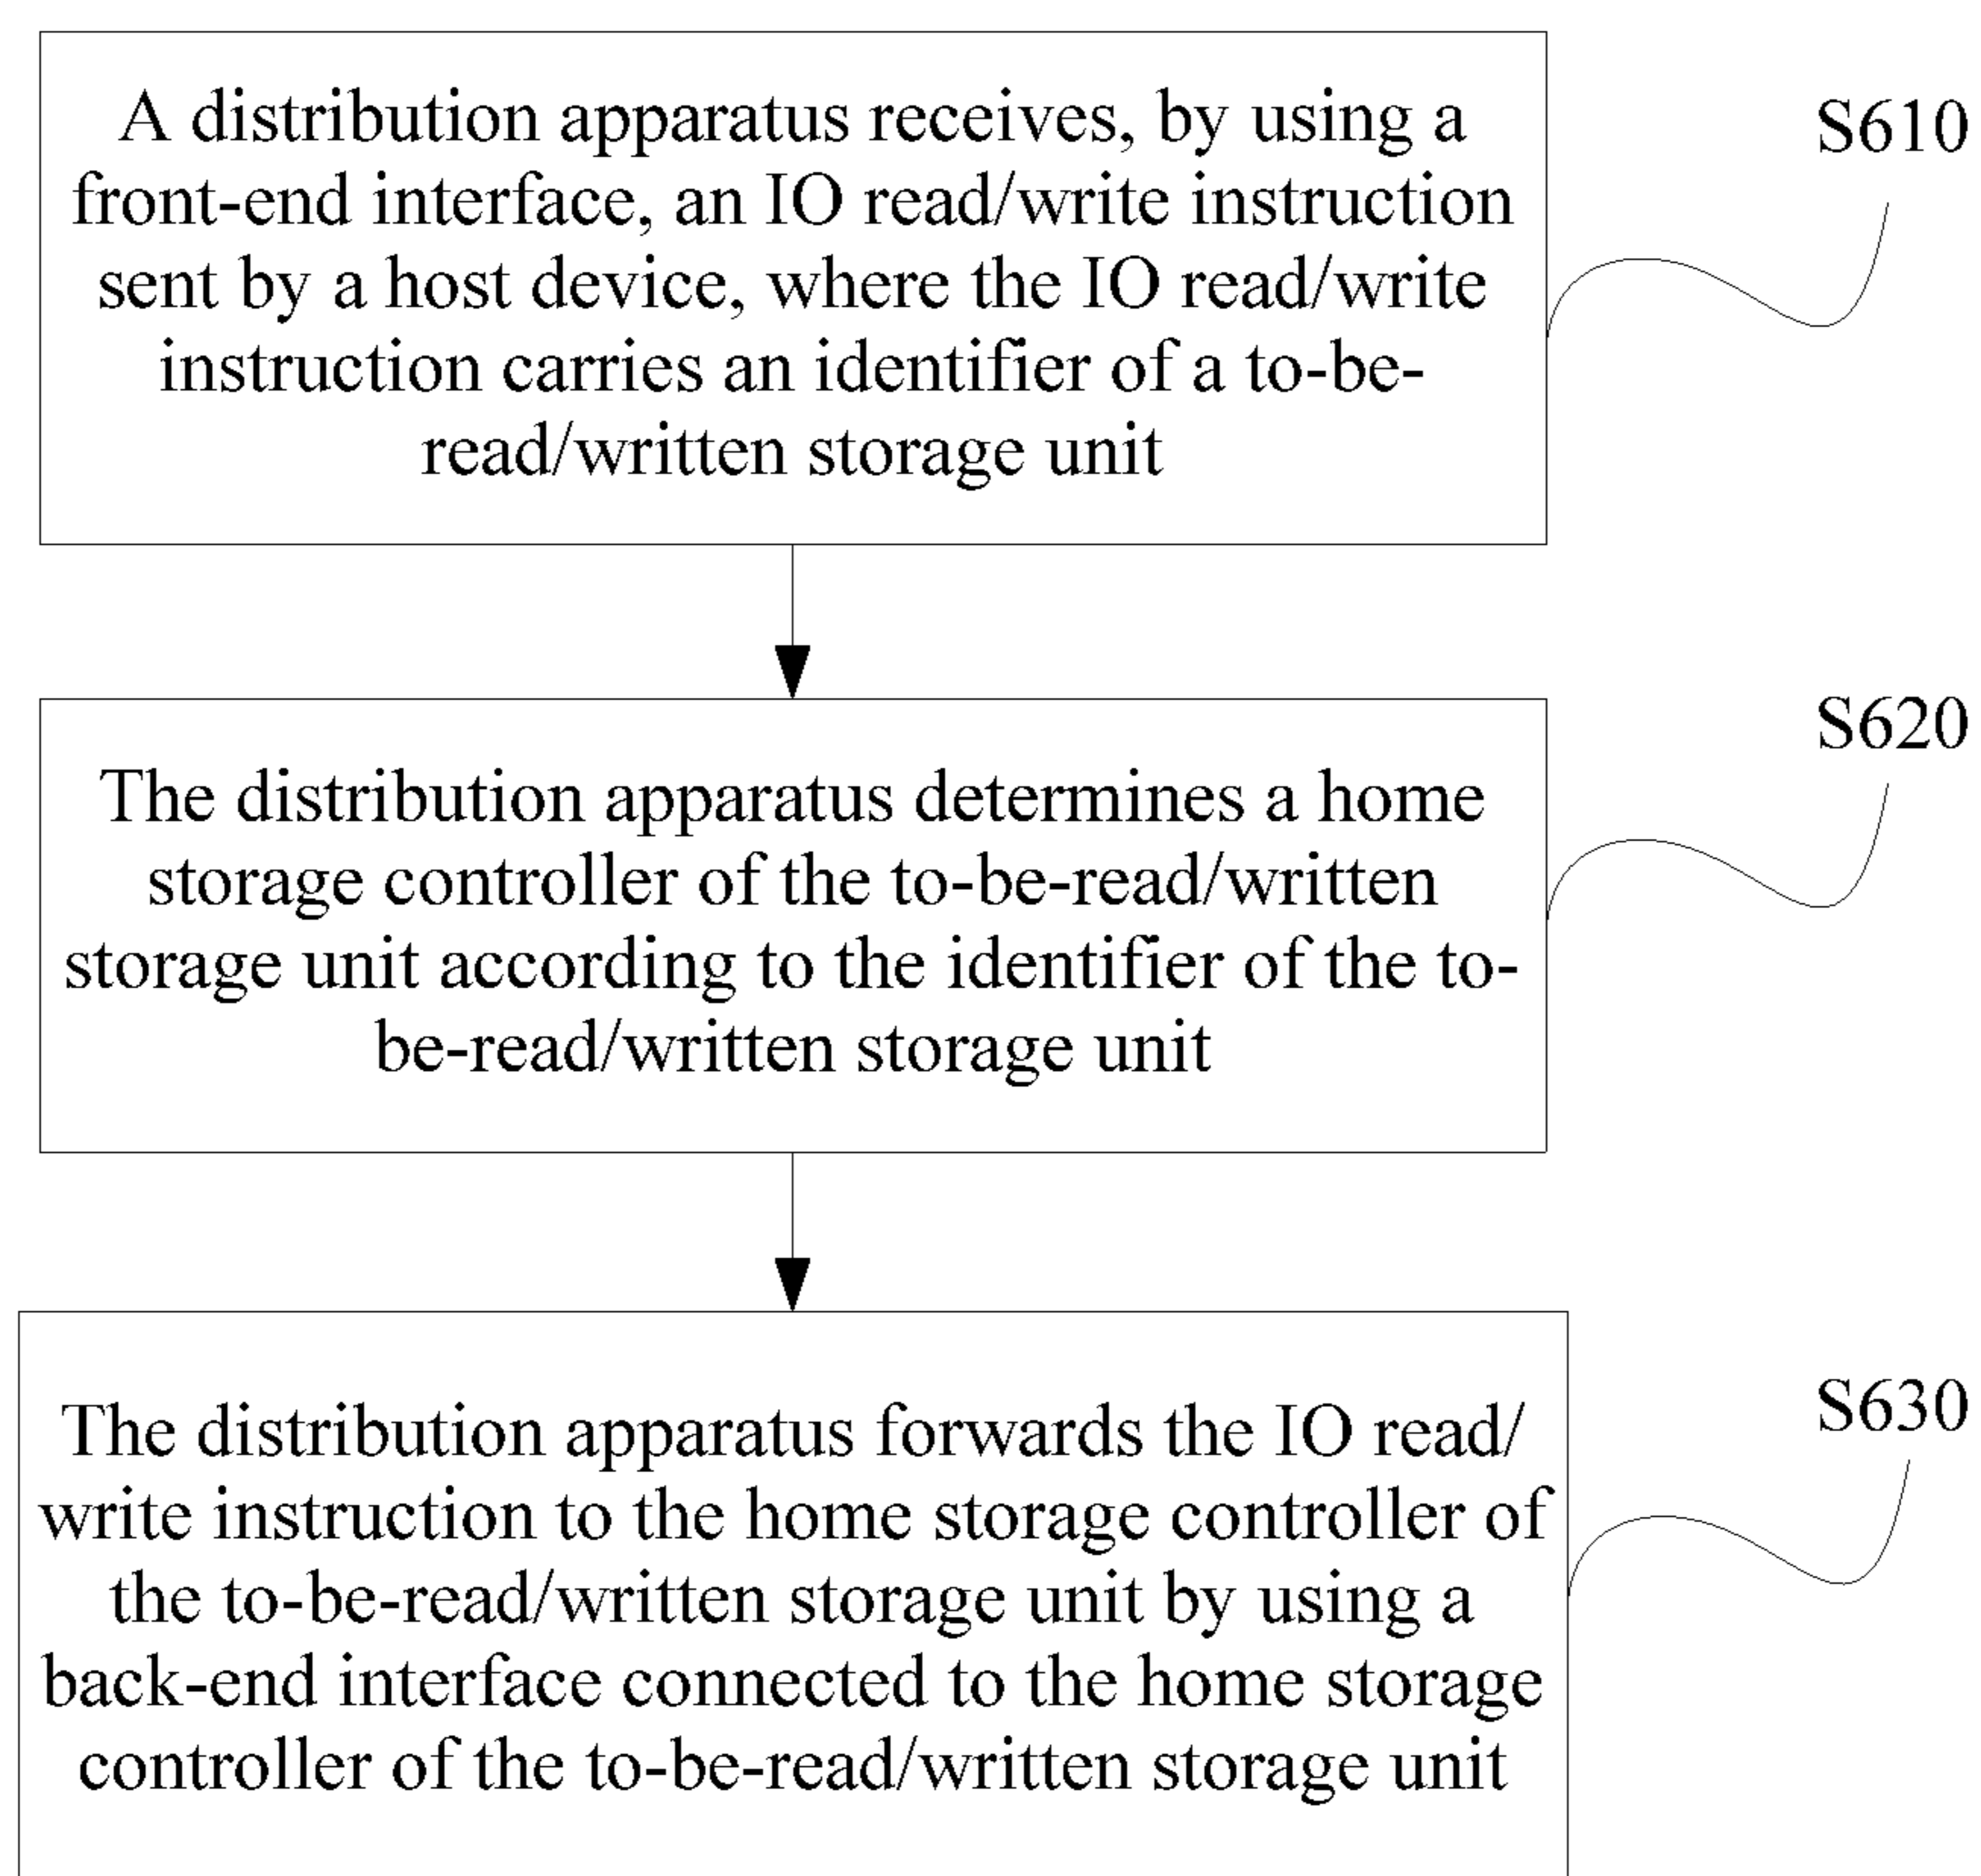 A distribution apparatus receives, by using a
front-end interface, an IO read/write instruction
sent by a host device, where the IO read/write
instruction carries an identifier of a to-be-
read/written storage unit
S610
The distribution apparatus determines a home
storage controller of the to-be-read/written
storage unit according to the identifier of the to-
be-read/written storage unit
S620
The distribution apparatus forwards the IO read/
write instruction to the home storage controller of
the to-be-read/written storage unit by using a
back-end interface connected to the home storage
controller of the to-be-read/written storage unit
S630